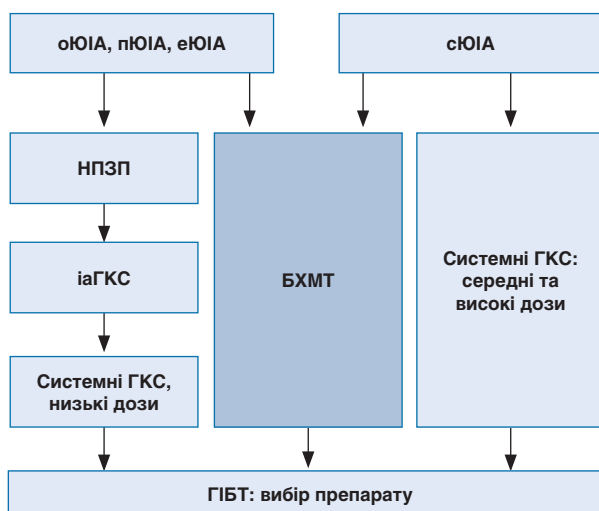 оЮІА, пЮІА, еЮІА
сЮІА
НПЗП
іаГКС
Системні ГКС,
низькі дози
БХМТ
Системні ГКС:
середні та
високі дози
ГІБТ: вибір препарату